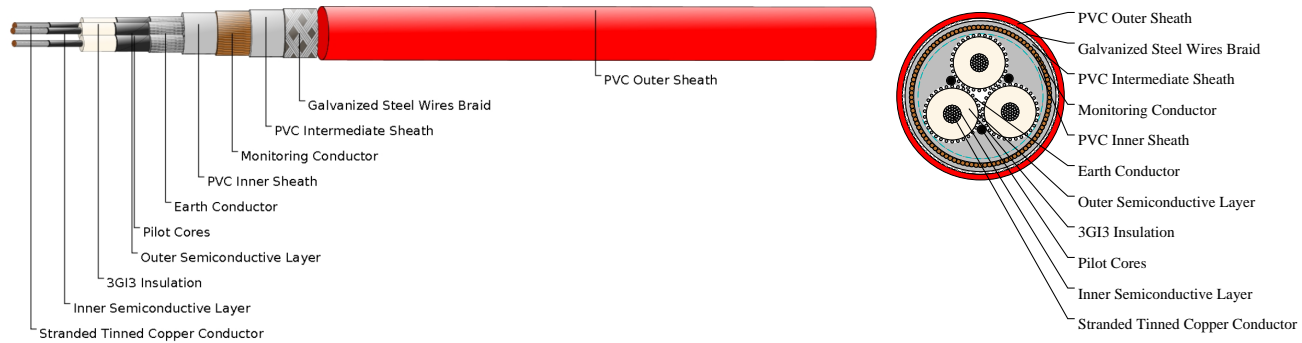 PVC Outer Sheath
Galvanized Steel Wires Braid
PVC Intermediate Sheath
Monitoring Conductor
PVC Inner Sheath
Earth Conductor
Pilot Cores
Outer Semiconductive Layer
3GI3 Insulation
Inner Semiconductive Layer
Stranded Tinned Copper Conductor
PVC Outer Sheath
Galvanized Steel Wires Braid
PVC Intermediate Sheath
Monitoring Conductor
PVC Inner Sheath
Earth Conductor
Outer Semiconductive Layer
3GI3 Insulation
Pilot Cores
Inner Semiconductive Layer
Stranded Tinned Copper Conductor